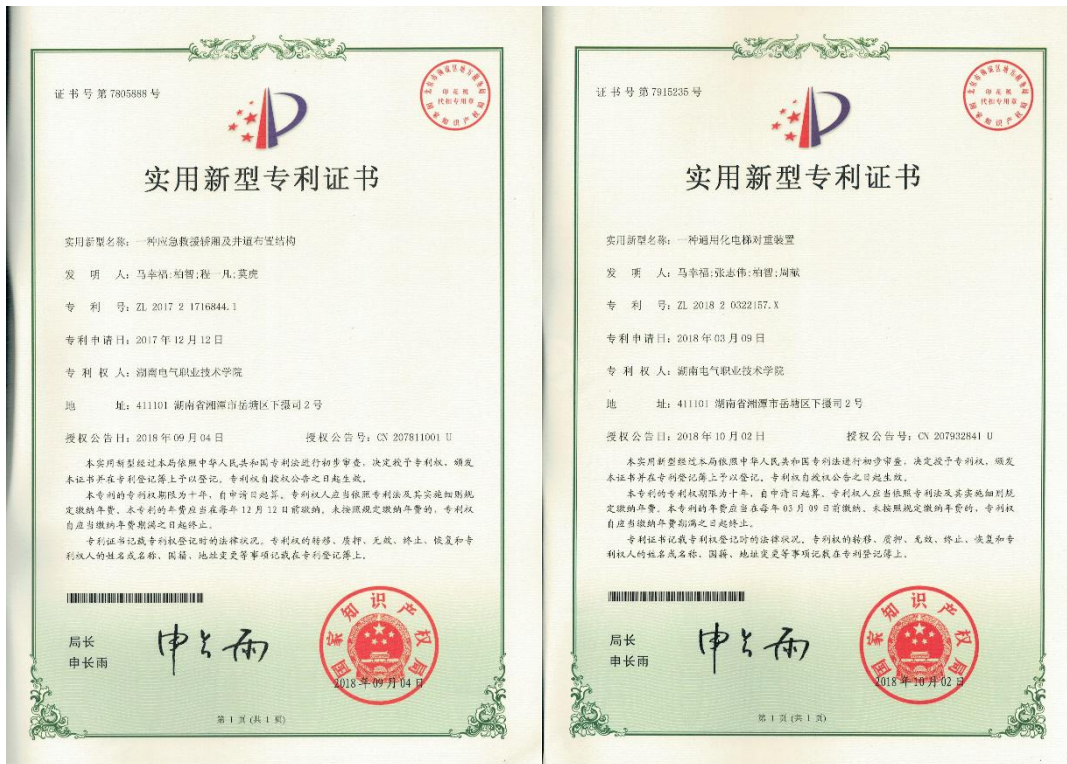 证书号第7805888号
实用新型专利证书
实用新型名称：一种应急救援轿厢及井道布置结构
发 明 人：马幸福;柏智;程一凡;莫虎
专 利 号：ZL 2017 2 1716844.1
专利申请日：2017年12月12日
专 利 权 人：湖南电气职业技术学院
地 址：411101 湖南省湘潭市岳塘区下摄司2号
授权公告日：2018年09月04日 授权公告号：CN 207811001 U
本实用新型经过本局依照中华人民共和国专利法进行初步审查，决定授予专利权，颁发
本证书并在专利登记簿上予以登记。专利权自授权公告之日起生效。
本专利的专利权期限为十年，自申请日起算。专利权人应当依照专利法及其实施细则规
定缴纳年费。本专利的年费应当在每年12月12日前缴纳。未按照规定缴纳年费的，专利权
自应当缴纳年费期满之日起终止。
专利证书记载专利权登记时的法律状况。专利权的转移、质押、无效、终止、恢复和专
利权人的姓名或名称、国籍、地址变更等事项记载在专利登记簿上。
局长
申长雨
申长雨
国家知识产权局
2018年09月04日
第1页(共1页)
证书号第7915235号
印花税
代扣专用章
实用新型专利证书
实用新型名称：一种通用化电梯对重装置
发 明 人：马幸福;张志伟;柏智;周献
专 利 号：ZL 2018 2 0322157.X
专利申请日：2018年03月09日
专 利 权 人：湖南电气职业技术学院
地 址：411101 湖南省湘潭市岳塘区下摄司2号
授权公告日：2018年10月02日 授权公告号：CN 207932841 U
本实用新型经过本局依照中华人民共和国专利法进行初步审查，决定授予专利权，颁发
本证书并在专利登记簿上予以登记。专利权自授权公告之日起生效。
本专利的专利权期限为十年，自申请日起算。专利权人应当依照专利法及其实施细则规
定缴纳年费。本专利的年费应当在每年03月09日前缴纳。未按照规定缴纳年费的，专利权
自应当缴纳年费期满之日起终止。
专利证书记载专利权登记时的法律状况。专利权的转移、质押、无效、终止、恢复和专
利权人的姓名或名称、国籍、地址变更等事项记载在专利登记簿上。
局长
申长雨
申长雨
国家知识产权局
2018年10月02日
第1页(共1页)